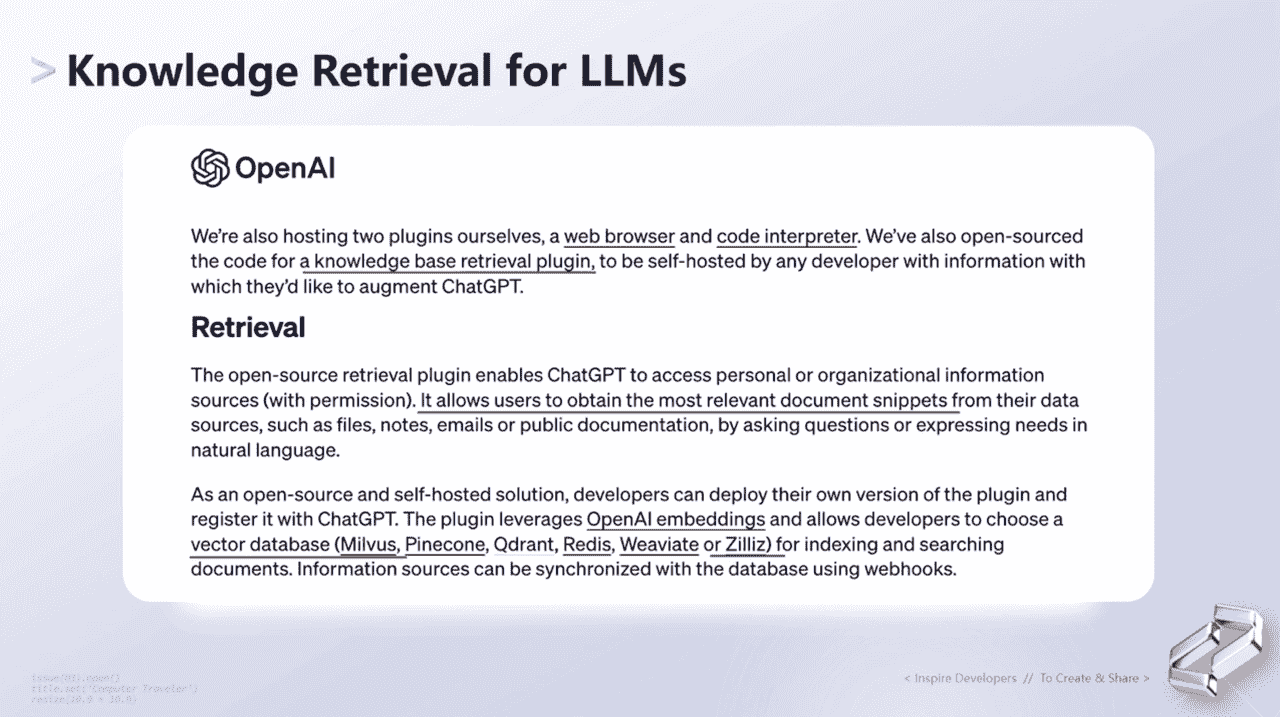 > Knowledge Retrieval for LLMs
OpenAI
We’re also hosting two plugins ourselves, a web browser and code interpreter. We’ve also open-sourced
the code for a knowledge base retrieval plugin, to be self-hosted by any developer with information with
which they’d like to augment ChatGPT.
Retrieval
The open-source retrieval plugin enables ChatGPT to access personal or organizational information
sources (with permission). It allows users to obtain the most relevant document snippets from their data
sources, such as files, notes, emails or public documentation, by asking questions or expressing needs in
natural language.
As an open-source and self-hosted solution, developers can deploy their own version of the plugin and
register it with ChatGPT. The plugin leverages OpenAI embeddings and allows developers to choose a
vector database (Milvus, Pinecone, Qdrant, Redis, Weaviate or Zilliz) for indexing and searching
documents. Information sources can be synchronized with the database using webhooks.
title.set('Computer Traveler')
< Inspire Developers // To Create & Share >